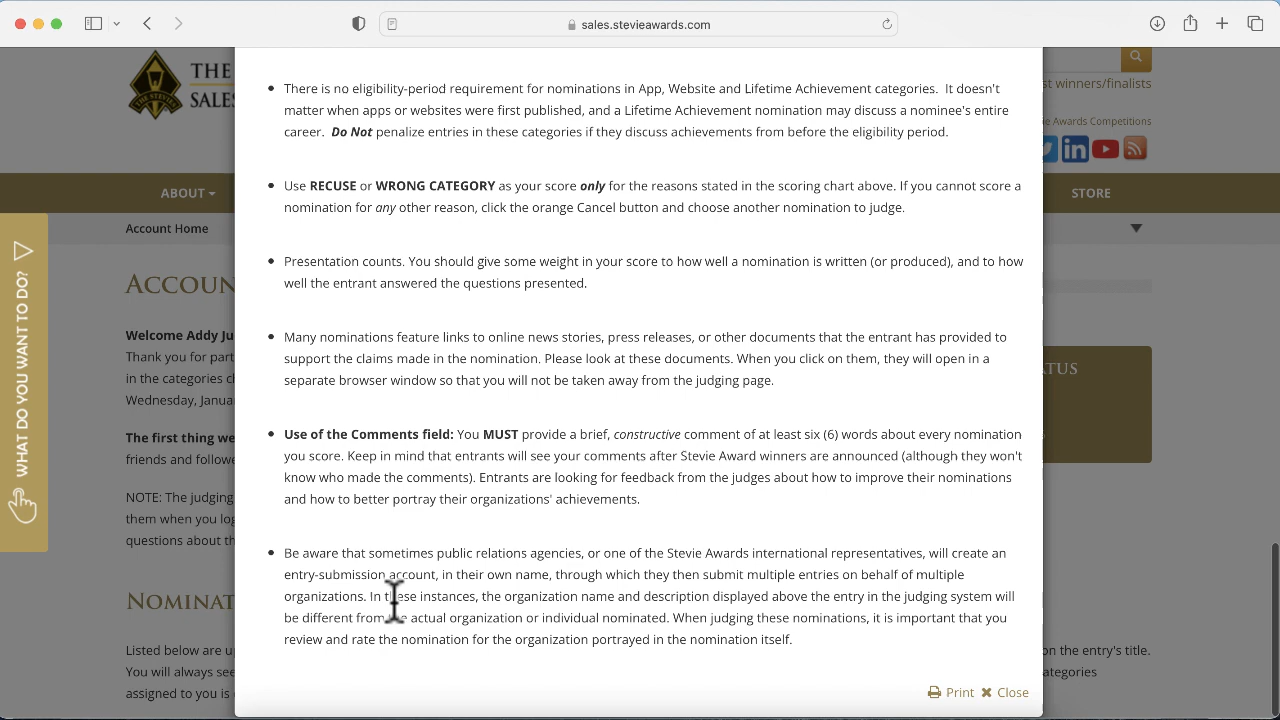 sales.stevieawards.com
THE
SALES
THE STEVIE
st winners/finalists
Awards Competitions
ABOUT
STORE
Account Home
WHAT DO YOU WANT TO DO?
There is no eligibility-period requirement for nominations in App, Website and Lifetime Achievement categories. It doesn't
matter when apps or websites were first published, and a Lifetime Achievement nomination may discuss a nominee's entire
career. Do Not penalize entries in these categories if they discuss achievements from before the eligibility period.
Use RECUSE or WRONG CATEGORY as your score only for the reasons stated in the scoring chart above. If you cannot score a
nomination for any other reason, click the orange Cancel button and choose another nomination to judge.
Presentation counts. You should give some weight in your score to how well a nomination is written (or produced), and to how
well the entrant answered the questions presented.
Many nominations feature links to online news stories, press releases, or other documents that the entrant has provided to
support the claims made in the nomination. Please look at these documents. When you click on them, they will open in a
separate browser window so that you will not be taken away from the judging page.
Use of the Comments field: You MUST provide a brief, constructive comment of at least six (6) words about every nomination
you score. Keep in mind that entrants will see your comments after Stevie Award winners are announced (although they won't
know who made the comments). Entrants are looking for feedback from the judges about how to improve their nominations
and how to better portray their organizations' achievements.
Be aware that sometimes public relations agencies, or one of the Stevie Awards international representatives, will create an
entry-submission account, in their own name, through which they then submit multiple entries on behalf of multiple
organizations. In these instances, the organization name and description displayed above the entry in the judging system will
be different from the actual organization or individual nominated. When judging these nominations, it is important that you
review and rate the nomination for the organization portrayed in the nomination itself.
Print Close
ACCOUN
Welcome Addy Ju
Thank you for part
in the categories c
Wednesday, Janua
The first thing we
friends and follow
NOTE: The judging
them when you log
questions about th
TATUS
NOMINAT
Listed below are u
You will always see
assigned to you is
on the entry's title.
ategories